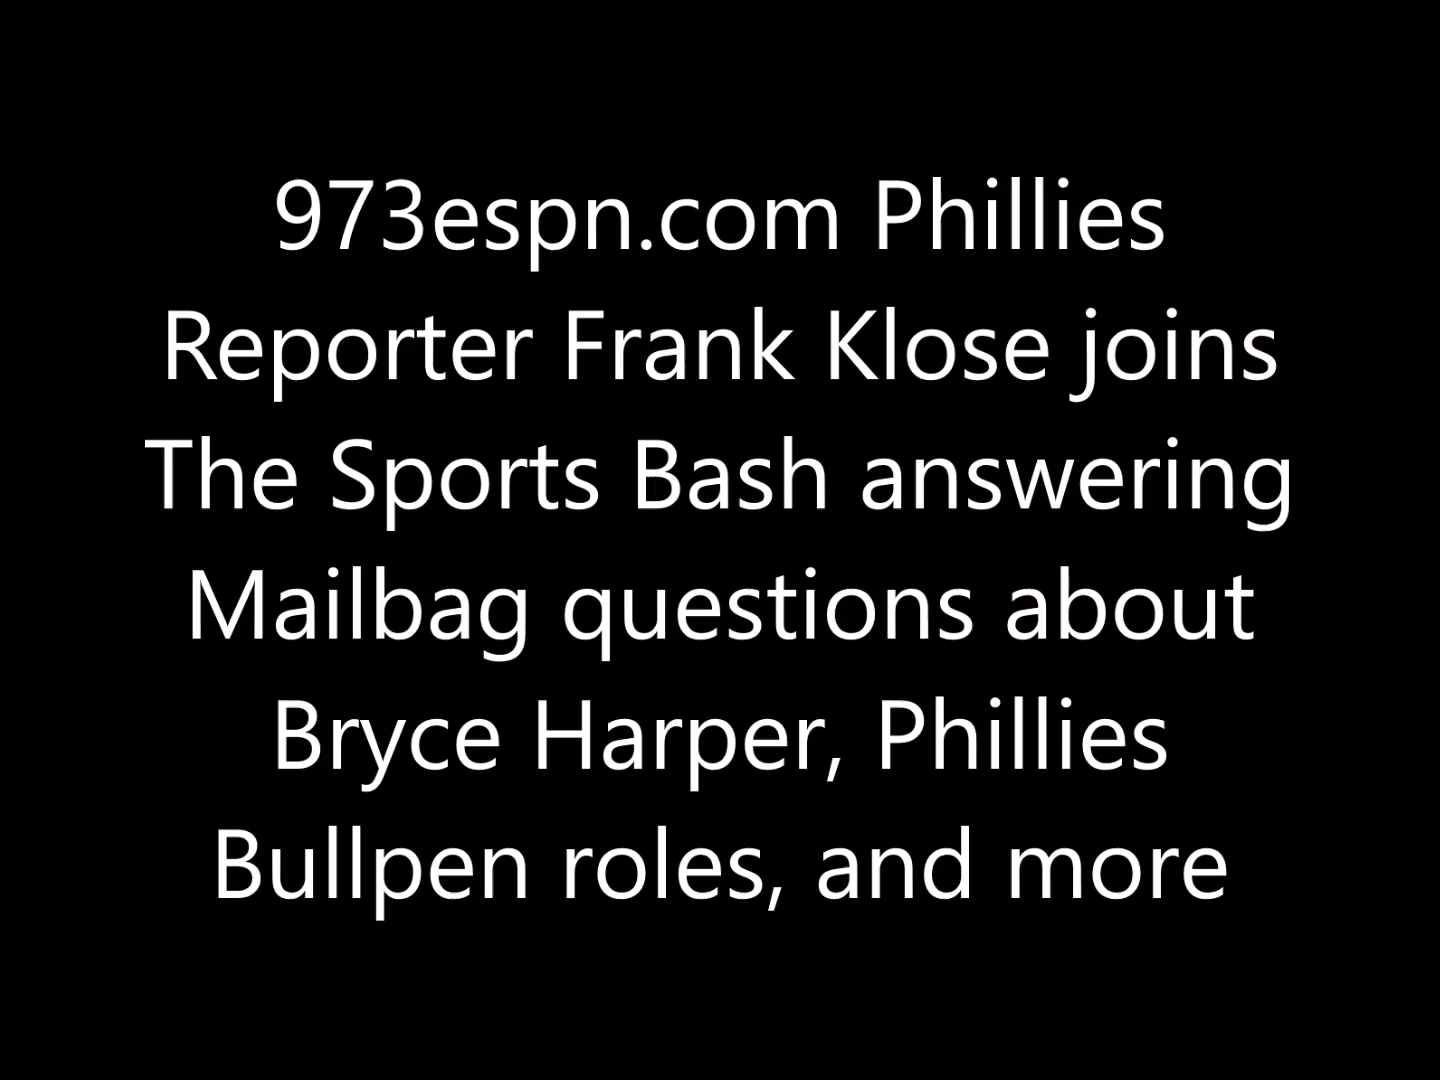 973espn.com Phillies
Reporter Frank Klose joins
The Sports Bash answering
Mailbag questions about
Bryce Harper, Phillies
Bullpen roles, and more